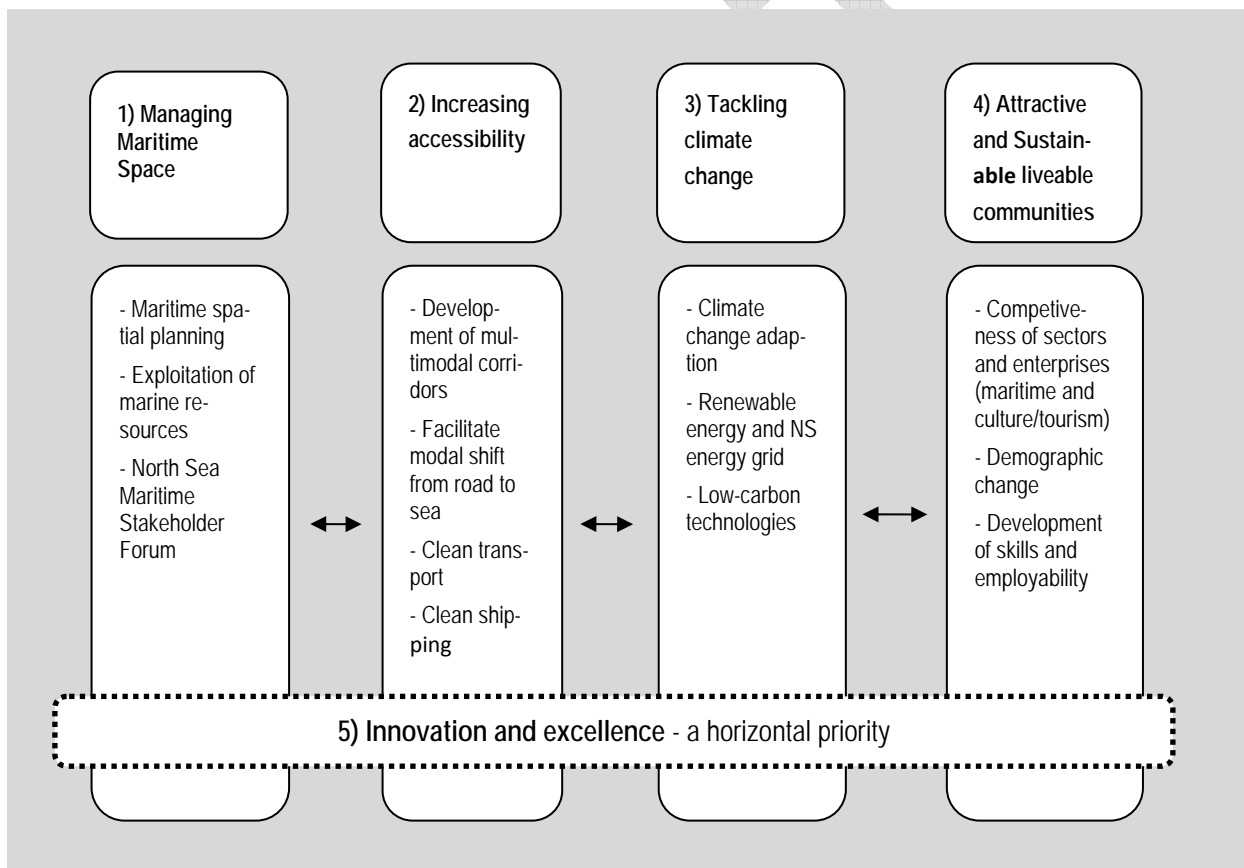 1) Managing
Maritime
Space
2) Increasing
accessibility
3) Tackling
climate
change
4) Attractive
and Sustain-
able liveable
communities
- Maritime spa-
tial planning
- Exploitation of
marine re-
sources
- North Sea
Maritime
Stakeholder
Forum
- Develop-
ment of mul-
timodal corri-
dors
- Facilitate
modal shift
from road to
sea
- Clean trans-
port
- Clean ship-
ping
- Climate
change adap-
tion
- Renewable
energy and NS
energy grid
- Low-carbon
technologies
- Competive-
ness of sectors
and enterprises
(maritime and
culture/tourism)
- Demographic
change
- Development
of skills and
employability
5) Innovation and excellence - a horizontal priority